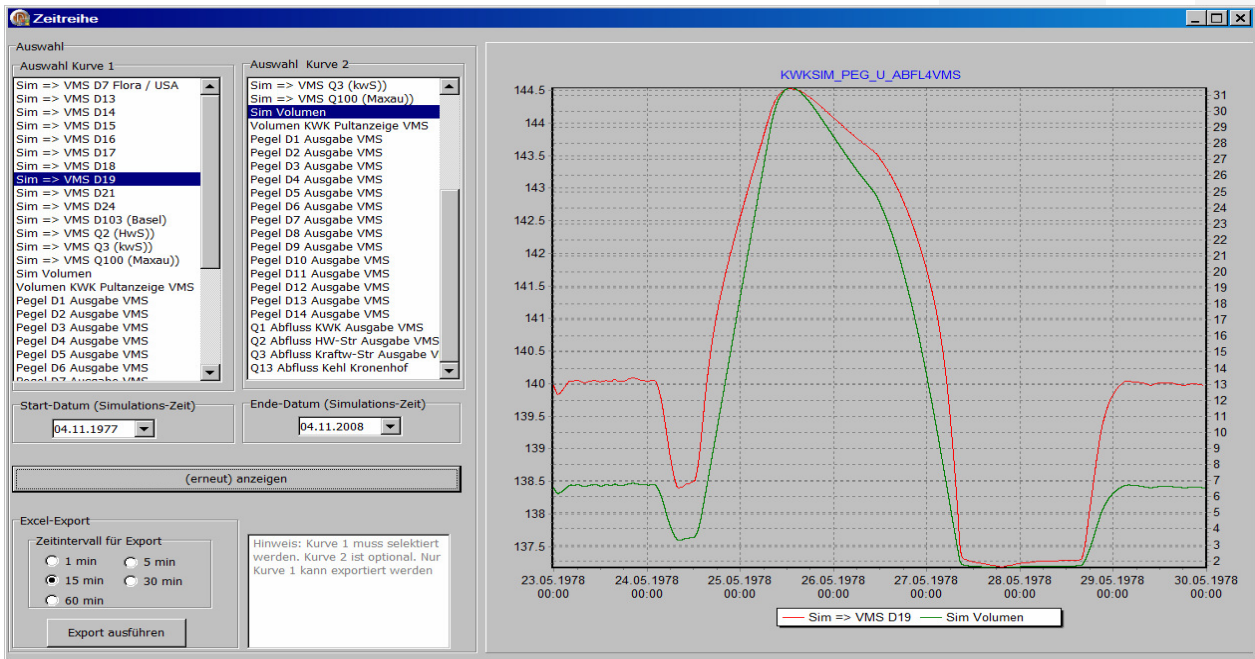 Zeitreihe
Auswahl
Auswahl Kurve 1
Sim => VMS D7 Flora / USA
Sim => VMS D13
Sim => VMS D14
Sim => VMS D15
Sim => VMS D16
Sim => VMS D17
Sim => VMS D18
Sim => VMS D19
Sim => VMS D21
Sim => VMS D24
Sim => VMS D103 (Basel)
Sim => VMS Q2 (HwS))
Sim => VMS Q3 (kwS))
Sim => VMS Q100 (Maxau))
Sim Volumen
Volumen KWK Pultanzeige VMS
Pegel D1 Ausgabe VMS
Pegel D2 Ausgabe VMS
Pegel D3 Ausgabe VMS
Pegel D4 Ausgabe VMS
Pegel D5 Ausgabe VMS
Pegel D6 Ausgabe VMS
Pegel D7 Ausgabe VMS
Auswahl Kurve 2
Sim => VMS Q3 (kwS))
Sim => VMS Q100 (Maxau))
Sim Volumen
Volumen KWK Pultanzeige VMS
Pegel D1 Ausgabe VMS
Pegel D2 Ausgabe VMS
Pegel D3 Ausgabe VMS
Pegel D4 Ausgabe VMS
Pegel D5 Ausgabe VMS
Pegel D6 Ausgabe VMS
Pegel D7 Ausgabe VMS
Pegel D8 Ausgabe VMS
Pegel D9 Ausgabe VMS
Pegel D10 Ausgabe VMS
Pegel D11 Ausgabe VMS
Pegel D12 Ausgabe VMS
Pegel D13 Ausgabe VMS
Pegel D14 Ausgabe VMS
Q1 Abfluss KWK Ausgabe VMS
Q2 Abfluss HW-Str Ausgabe VMS
Q3 Abfluss Kraftw-Str Ausgabe V
Q13 Abfluss Kehl Kronenhof
Start-Datum (Simulations-Zeit)
04.11.1977
Ende-Datum (Simulations-Zeit)
04.11.2008
(erneut) anzeigen
Excel-Export
Zeitintervall für Export
1 min
5 min
15 min
30 min
60 min
Export ausführen
Hinweis: Kurve 1 muss selektiert
werden. Kurve 2 ist optional. Nur
Kurve 1 kann exportiert werden
KWKSIM_PEG_U_ABFL4VMS
144.5
144
143.5
143
142.5
142
141.5
141
140.5
140
139.5
139
138.5
138
137.5
31
30
29
28
27
26
25
24
23
22
21
20
19
18
17
16
15
14
13
12
11
10
9
8
7
6
5
4
3
2
23.05.1978 24.05.1978 25.05.1978 26.05.1978 27.05.1978 28.05.1978 29.05.1978 30.05.1978
00:00 00:00 00:00 00:00 00:00 00:00 00:00 00:00
Sim => VMS D19 Sim Volumen